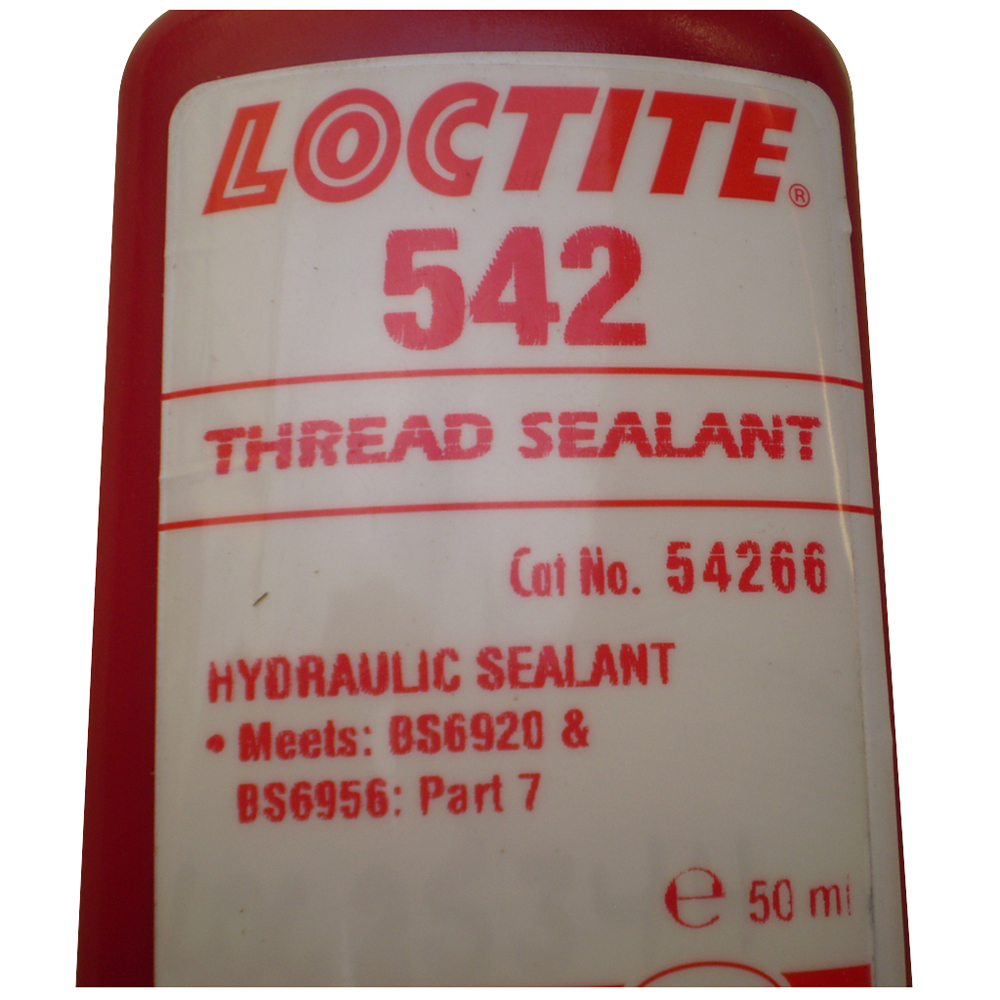 LOCTITE®
542
THREAD SEALANT
Cat No. 54266
HYDRAULIC SEALANT
• Meets: BS6920 &
BS6956: Part 7
℮ 50 ml